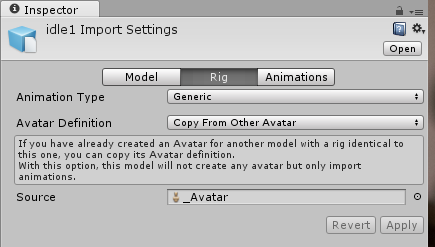 Inspector
idle1 Import Settings
Open
Model Rig Animations
Animation Type Generic
Avatar Definition Copy From Other Avatar
If you have already created an Avatar for another model with a rig identical to
this one, you can copy its Avatar definition.
With this option, this model will not create any avatar but only import
animations.
Source _Avatar
Revert Apply